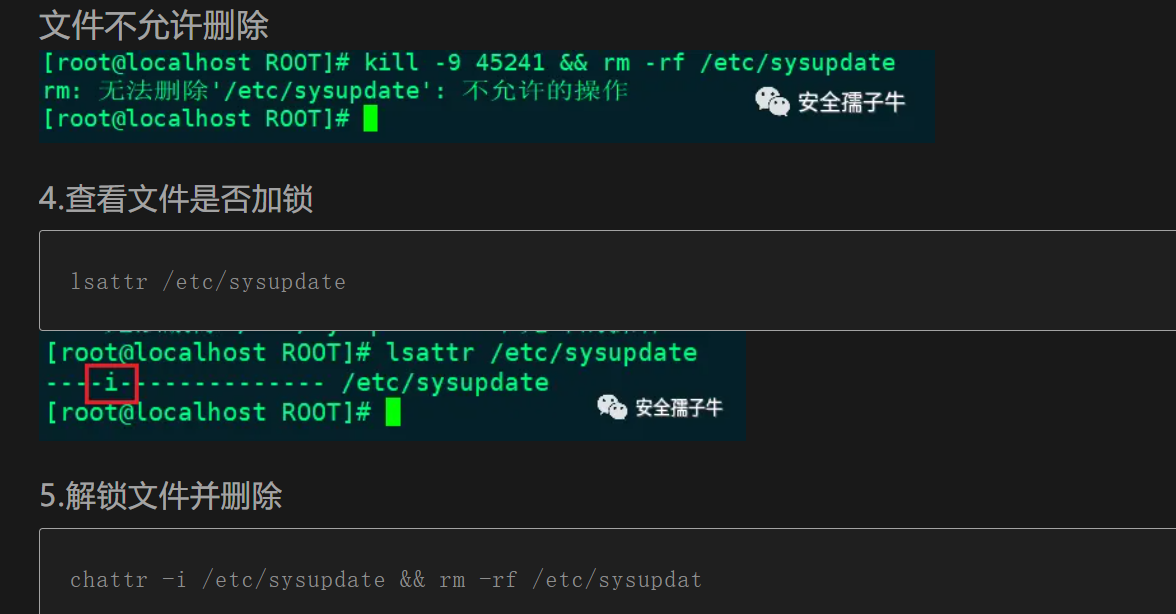 文件不允许删除
[root@localhost ROOT]# kill -9 45241 && rm -rf /etc/sysupdate
rm: 无法删除'/etc/sysupdate': 不允许的操作
安全孺子牛
[root@localhost ROOT]#
4.查看文件是否加锁
lsattr /etc/sysupdate
[root@localhost ROOT]# lsattr /etc/sysupdate
----i-------------- /etc/sysupdate
安全孺子牛
[root@localhost ROOT]#
5.解锁文件并删除
chattr -i /etc/sysupdate && rm -rf /etc/sysupdat